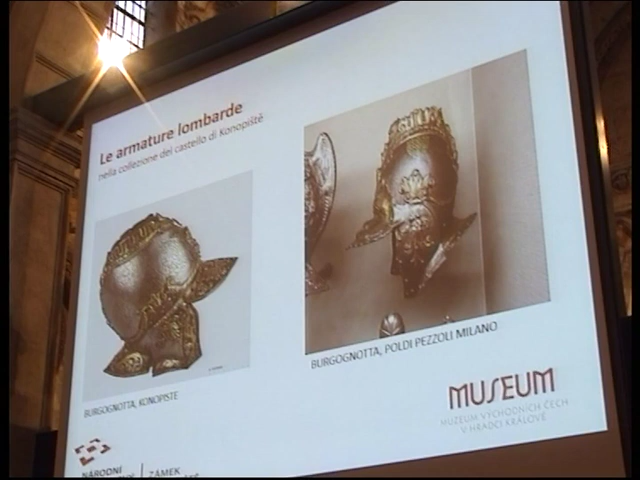 Le armature lombarde
nella collezione del castello di Konopiště
BURGOGNOTTA, KONOPISTE
BURGOGNOTTA, POLDI PEZZOLI MILANO
MUSEUM
MUZEUM VÝCHODNÍCH ČECH
V HRADCI KRÁLOVÉ
NÁRODNÍ
ZÁMEK